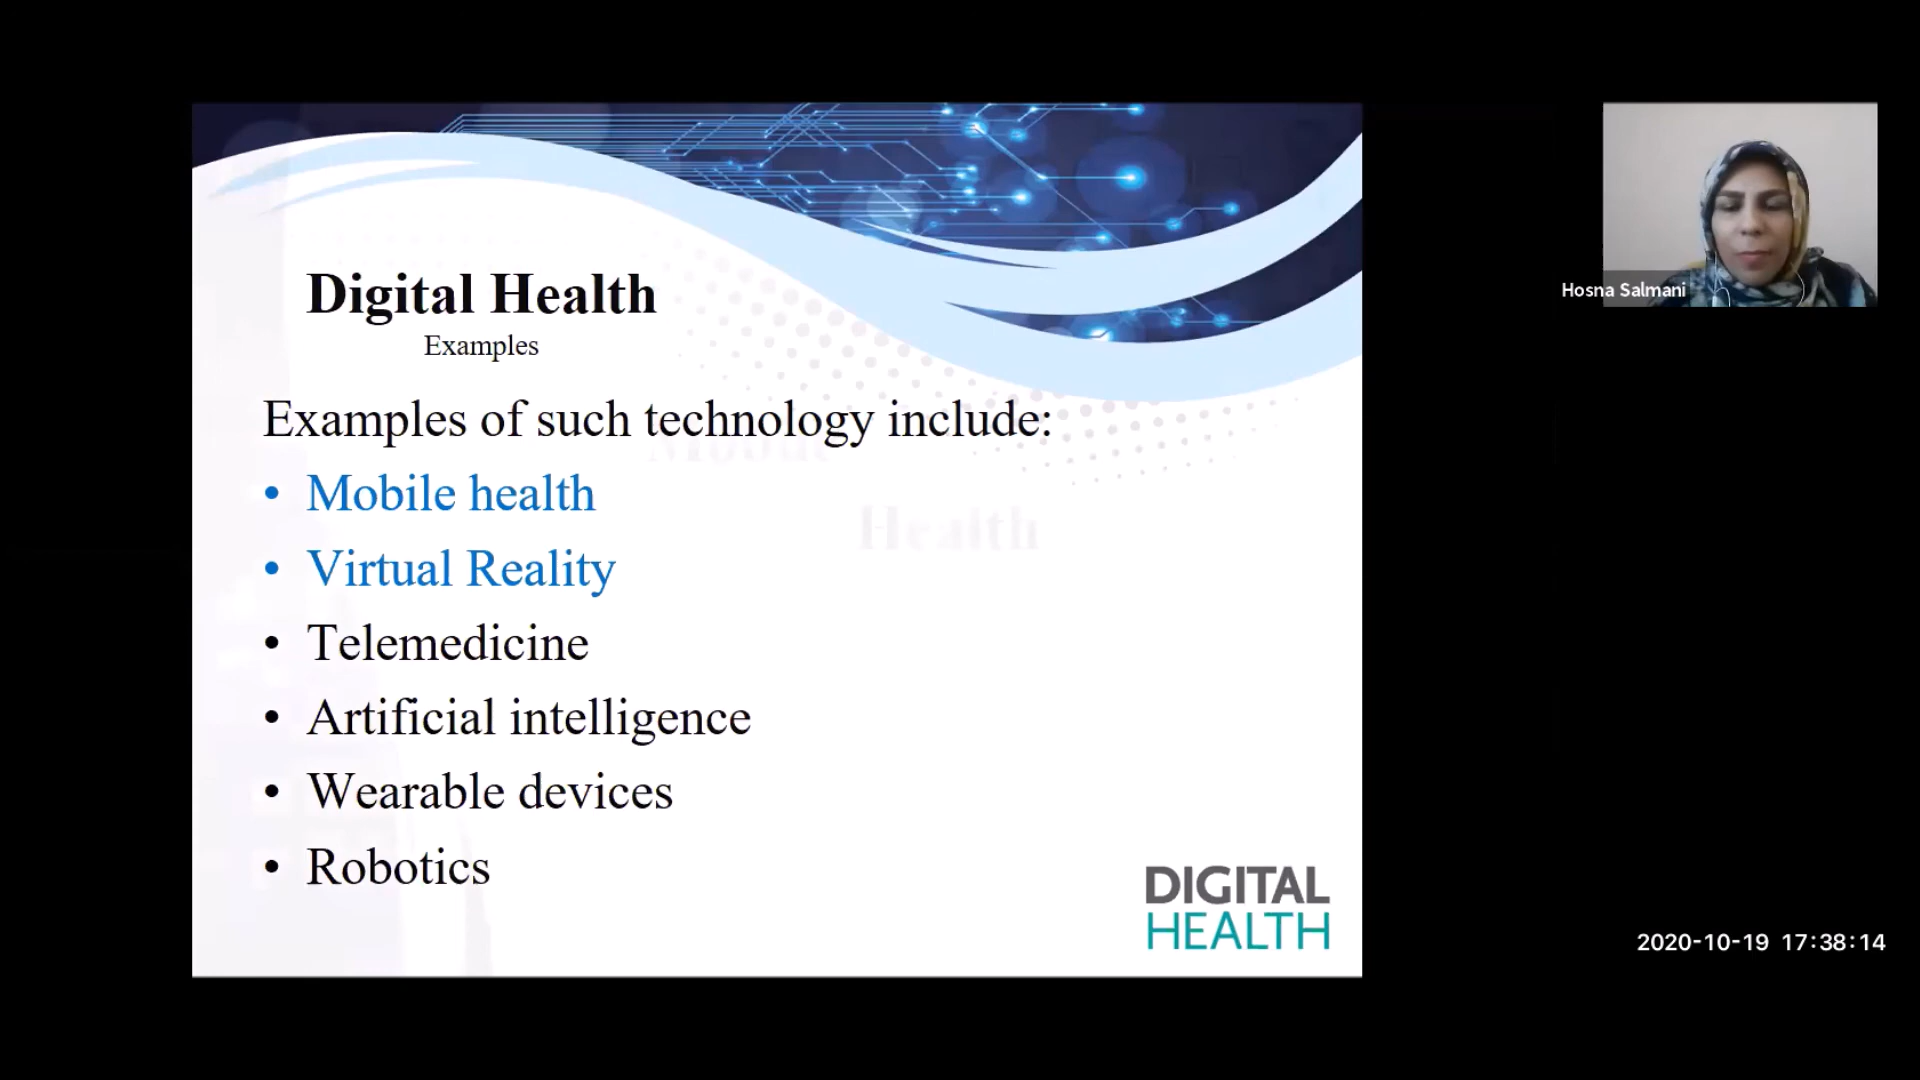 Digital Health
Examples
Examples of such technology include:
• Mobile health
• Virtual Reality
• Telemedicine
• Artificial intelligence
• Wearable devices
• Robotics
Health
DIGITAL
HEALTH
Hosna Salmani
2020-10-19 17:38:14